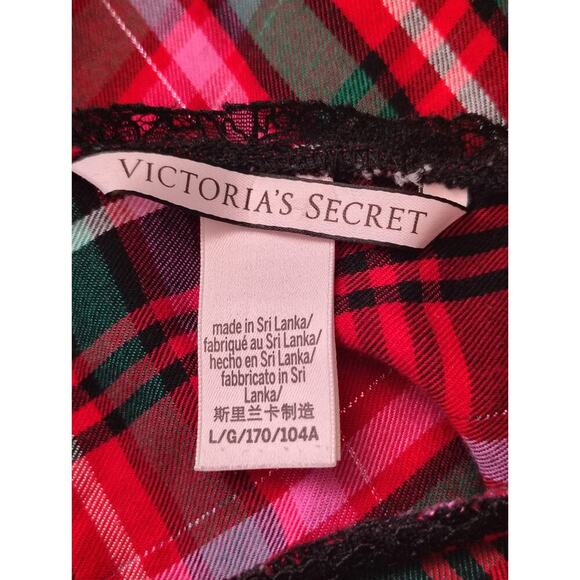 VICTORIA'S SECRET
made in Sri Lanka/
fabriqué au Sri Lanka/
hecho en Sri Lanka/
fabbricato in Sri
Lanka/
斯里兰卡制造
L/G/170/104A